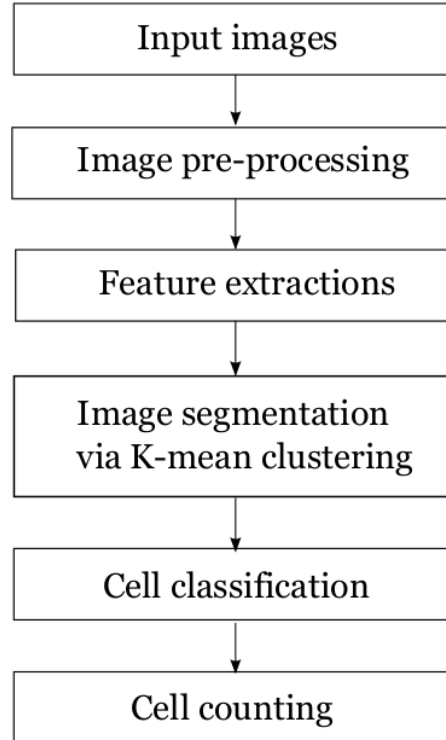 Input images
Image pre-processing
Feature extractions
Image segmentation
via K-mean clustering
Cell classification
Cell counting